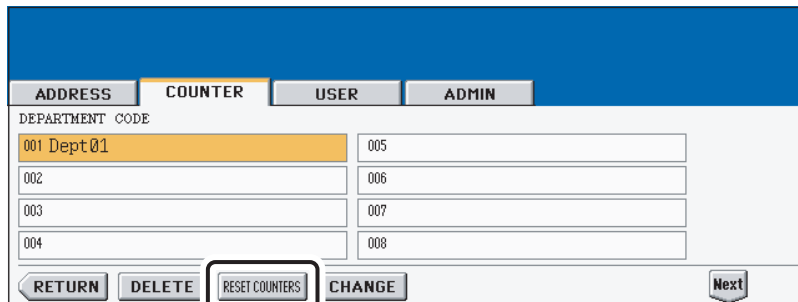 ADDRESS COUNTER USER ADMIN
DEPARTMENT CODE
001 Dept01 005
002 006
003 007
004 008
RETURN DELETE RESET COUNTERS CHANGE Next